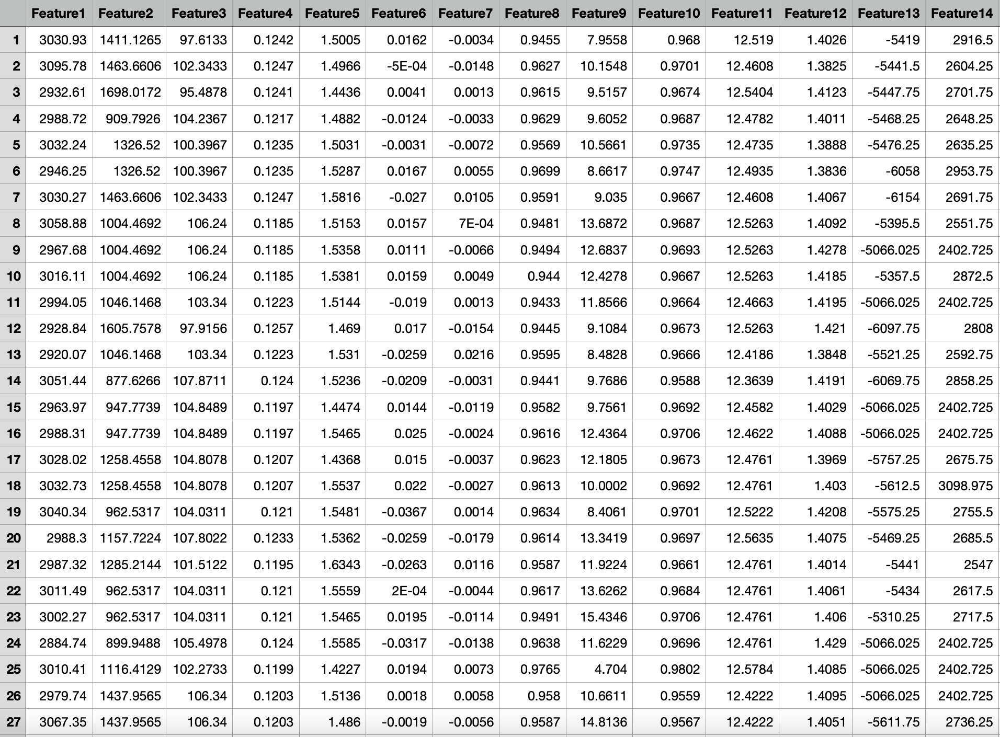 Feature1 Feature2 Feature3 Feature4 Feature5 Feature6 Feature7 Feature8 Feature9 Feature10 Feature11 Feature12 Feature13 Feature14
1 3030.93 1411.1265 97.6133 0.1242 1.5005 0.0162 -0.0034 0.9455 7.9558 0.968 12.519 1.4026 -5419 2916.5
2 3095.78 1463.6606 102.3433 0.1247 1.4966 -5E-04 -0.0148 0.9627 10.1548 0.9701 12.4608 1.3825 -5441.5 2604.25
3 2932.61 1698.0172 95.4878 0.1241 1.4436 0.0041 0.0013 0.9615 9.5157 0.9674 12.5404 1.4123 -5447.75 2701.75
4 2988.72 909.7926 104.2367 0.1217 1.4882 -0.0124 -0.0033 0.9629 9.6052 0.9687 12.4782 1.4011 -5468.25 2648.25
5 3032.24 1326.52 100.3967 0.1235 1.5031 -0.0031 -0.0072 0.9569 10.5661 0.9735 12.4735 1.3888 -5476.25 2635.25
6 2946.25 1326.52 100.3967 0.1235 1.5287 0.0167 0.0055 0.9699 8.6617 0.9747 12.4935 1.3836 -6058 2953.75
7 3030.27 1463.6606 102.3433 0.1247 1.5816 -0.027 0.0105 0.9591 9.035 0.9667 12.4608 1.4067 -6154 2691.75
8 3058.88 1004.4692 106.24 0.1185 1.5153 0.0157 7E-04 0.9481 13.6872 0.9687 12.5263 1.4092 -5395.5 2551.75
9 2967.68 1004.4692 106.24 0.1185 1.5358 0.0111 -0.0066 0.9494 12.6837 0.9693 12.5263 1.4278 -5066.025 2402.725
10 3016.11 1004.4692 106.24 0.1185 1.5381 0.0159 0.0049 0.944 12.4278 0.9667 12.5263 1.4185 -5357.5 2872.5
11 2994.05 1046.1468 103.34 0.1223 1.5144 -0.019 0.0013 0.9433 11.8566 0.9664 12.4663 1.4195 -5066.025 2402.725
12 2928.84 1605.7578 97.9156 0.1257 1.469 0.017 -0.0154 0.9445 9.1084 0.9673 12.5263 1.421 -6097.75 2808
13 2920.07 1046.1468 103.34 0.1223 1.531 -0.0259 0.0216 0.9595 8.4828 0.9666 12.4186 1.3848 -5521.25 2592.75
14 3051.44 877.6266 107.8711 0.124 1.5236 -0.0209 -0.0031 0.9441 9.7686 0.9588 12.3639 1.4191 -6069.75 2858.25
15 2963.97 947.7739 104.8489 0.1197 1.4474 0.0144 -0.0119 0.9582 9.7561 0.9692 12.4582 1.4029 -5066.025 2402.725
16 2988.31 947.7739 104.8489 0.1197 1.5465 0.025 -0.0024 0.9616 12.4364 0.9706 12.4622 1.4088 -5066.025 2402.725
17 3028.02 1258.4558 104.8078 0.1207 1.4368 0.015 -0.0037 0.9623 12.1805 0.9673 12.4761 1.3969 -5757.25 2675.75
18 3032.73 1258.4558 104.8078 0.1207 1.5537 0.022 -0.0027 0.9613 10.0002 0.9692 12.4761 1.403 -5612.5 3098.975
19 3040.34 962.5317 104.0311 0.121 1.5481 -0.0367 0.0014 0.9634 8.4061 0.9701 12.5222 1.4208 -5575.25 2755.5
20 2988.3 1157.7224 107.8022 0.1233 1.5362 -0.0259 -0.0179 0.9614 13.3419 0.9697 12.5635 1.4075 -5469.25 2685.5
21 2987.32 1285.2144 101.5122 0.1195 1.6343 -0.0263 0.0116 0.9587 11.9224 0.9661 12.4761 1.4014 -5441 2547
22 3011.49 962.5317 104.0311 0.121 1.5559 2E-04 -0.0044 0.9617 13.6262 0.9684 12.4761 1.4061 -5434 2617.5
23 3002.27 962.5317 104.0311 0.121 1.5465 0.0195 -0.0114 0.9491 15.4346 0.9706 12.4761 1.406 -5310.25 2717.5
24 2884.74 899.9488 105.4978 0.124 1.5585 -0.0317 -0.0138 0.9638 11.6229 0.9696 12.4761 1.429 -5066.025 2402.725
25 3010.41 1116.4129 102.2733 0.1199 1.4227 0.0194 0.0073 0.9765 4.704 0.9802 12.5784 1.4085 -5066.025 2402.725
26 2979.74 1437.9565 106.34 0.1203 1.5136 0.0018 0.0058 0.958 10.6611 0.9559 12.4222 1.4095 -5066.025 2402.725
27 3067.35 1437.9565 106.34 0.1203 1.486 -0.0019 -0.0056 0.9587 14.8136 0.9567 12.4222 1.4051 -5611.75 2736.25